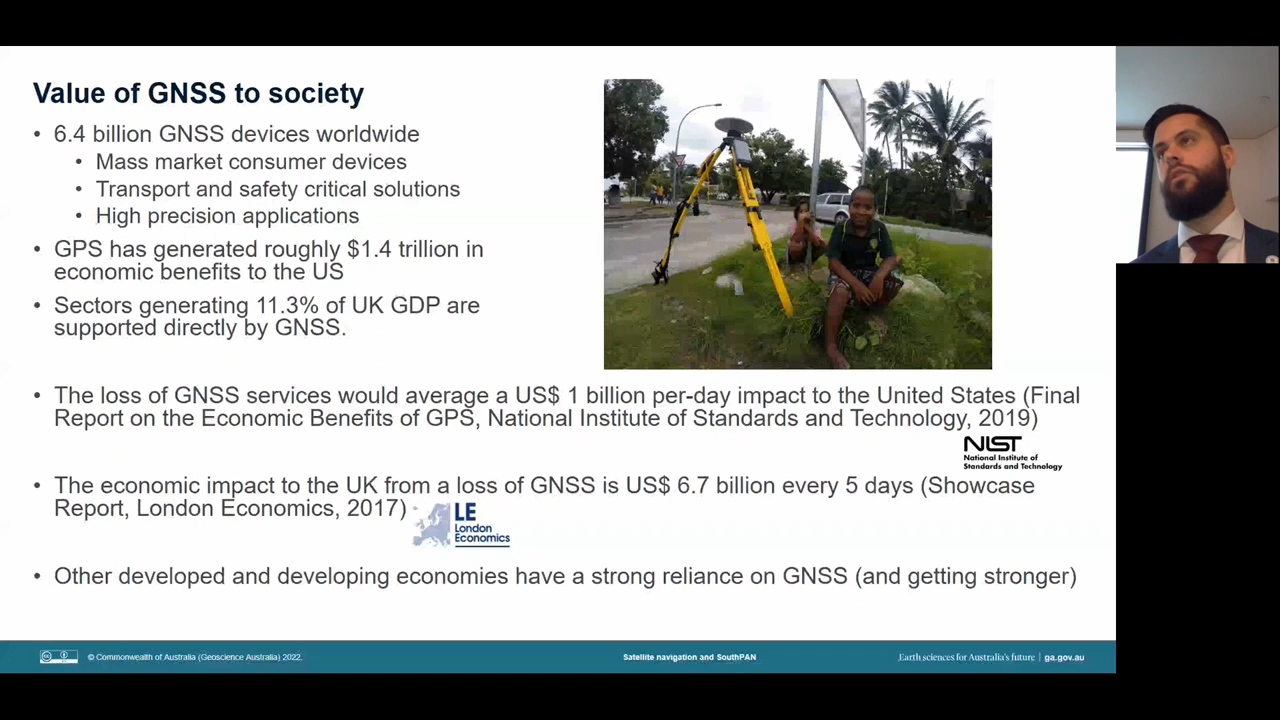 Value of GNSS to society
• 6.4 billion GNSS devices worldwide
• Mass market consumer devices
• Transport and safety critical solutions
• High precision applications
• GPS has generated roughly $1.4 trillion in
economic benefits to the US
• Sectors generating 11.3% of UK GDP are
supported directly by GNSS.
• The loss of GNSS services would average a US$ 1 billion per-day impact to the United States (Final
Report on the Economic Benefits of GPS, National Institute of Standards and Technology, 2019)
NIST
National Institute of
Standards and Technology
• The economic impact to the UK from a loss of GNSS is US$ 6.7 billion every 5 days (Showcase
Report, London Economics, 2017)
LE
London
Economics
• Other developed and developing economies have a strong reliance on GNSS (and getting stronger)
© Commonwealth of Australia (Geoscience Australia) 2022.
Satellite navigation and SouthPAN
Earth sciences for Australia's future | ga.gov.au